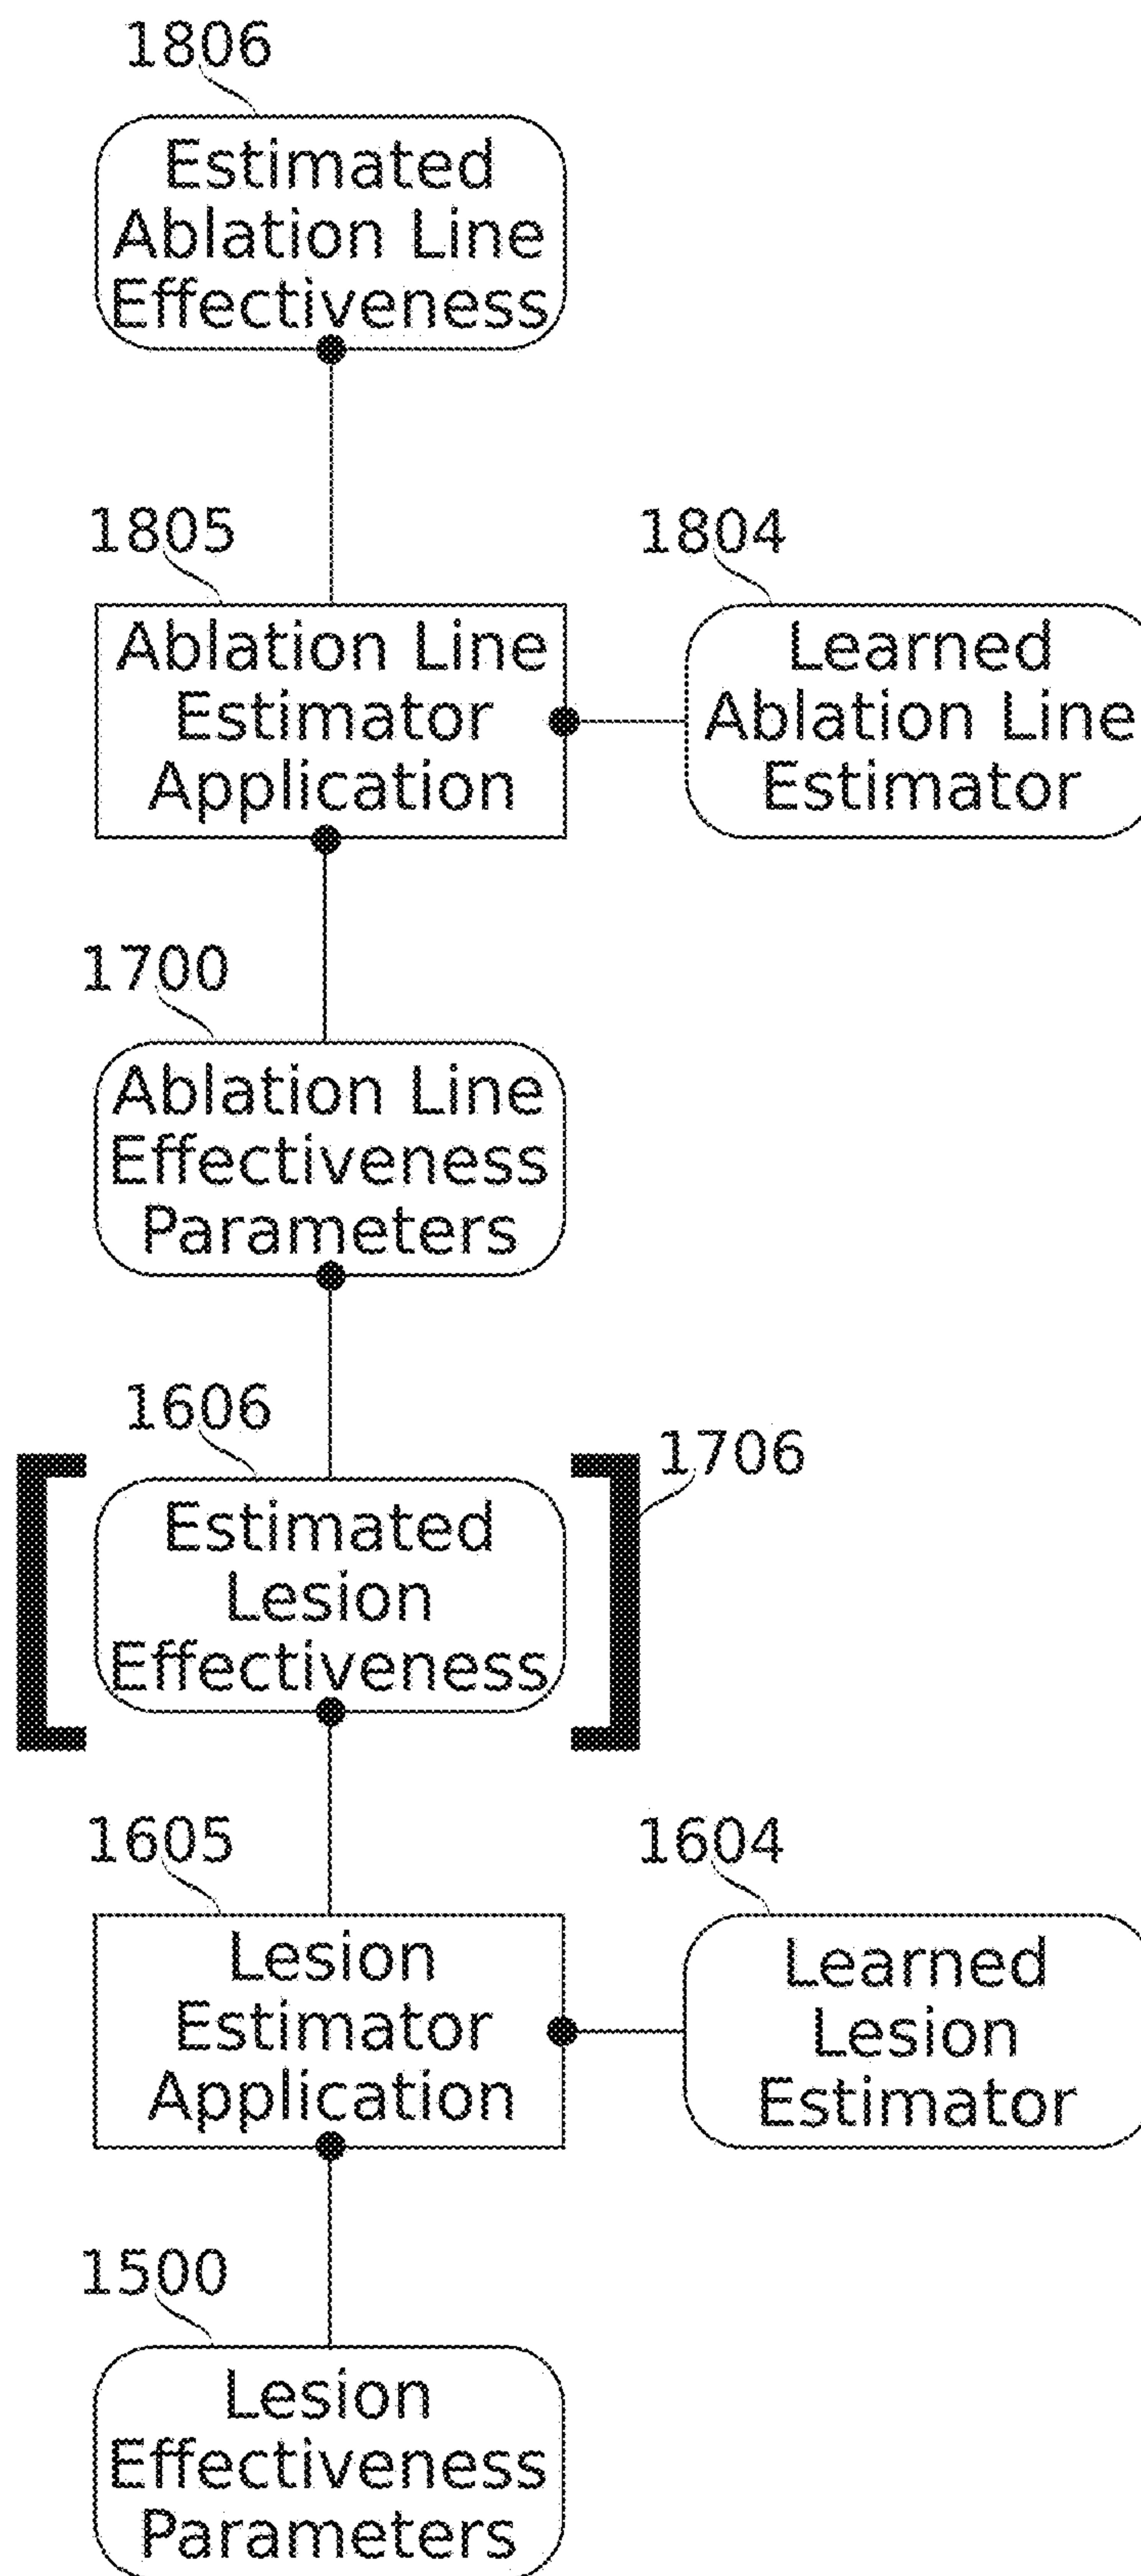 1806
Estimated
Ablation Line
Effectiveness
1805
Ablation Line
Estimator
Application
1804
Learned
Ablation Line
Estimator
1700
Ablation Line
Effectiveness
Parameters
1606
1706
Estimated
Lesion
Effectiveness
1605
Lesion
Estimator
Application
1604
Learned
Lesion
Estimator
1500
Lesion
Effectiveness
Parameters